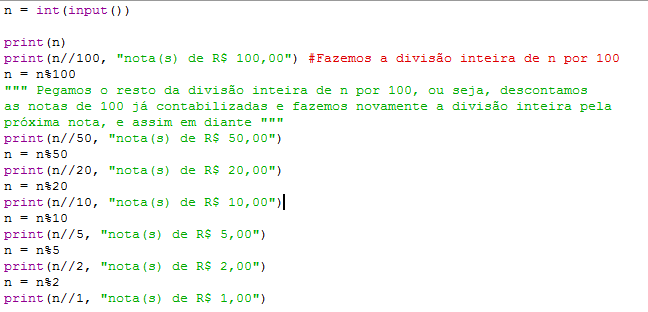 n = int(input())
print(n)
print(n//100, "nota(s) de R$ 100,00") #Fazemos a divisão inteira de n por 100
n = n%100
""" Pegamos o resto da divisão inteira de n por 100, ou seja, descontamos
as notas de 100 já contabilizadas e fazemos novamente a divisão inteira pela
próxima nota, e assim em diante """
print(n//50, "nota(s) de R$ 50,00")
n = n%50
print(n//20, "nota(s) de R$ 20,00")
n = n%20
print(n//10, "nota(s) de R$ 10,00")
n = n%10
print(n//5, "nota(s) de R$ 5,00")
n = n%5
print(n//2, "nota(s) de R$ 2,00")
n = n%2
print(n//1, "nota(s) de R$ 1,00")